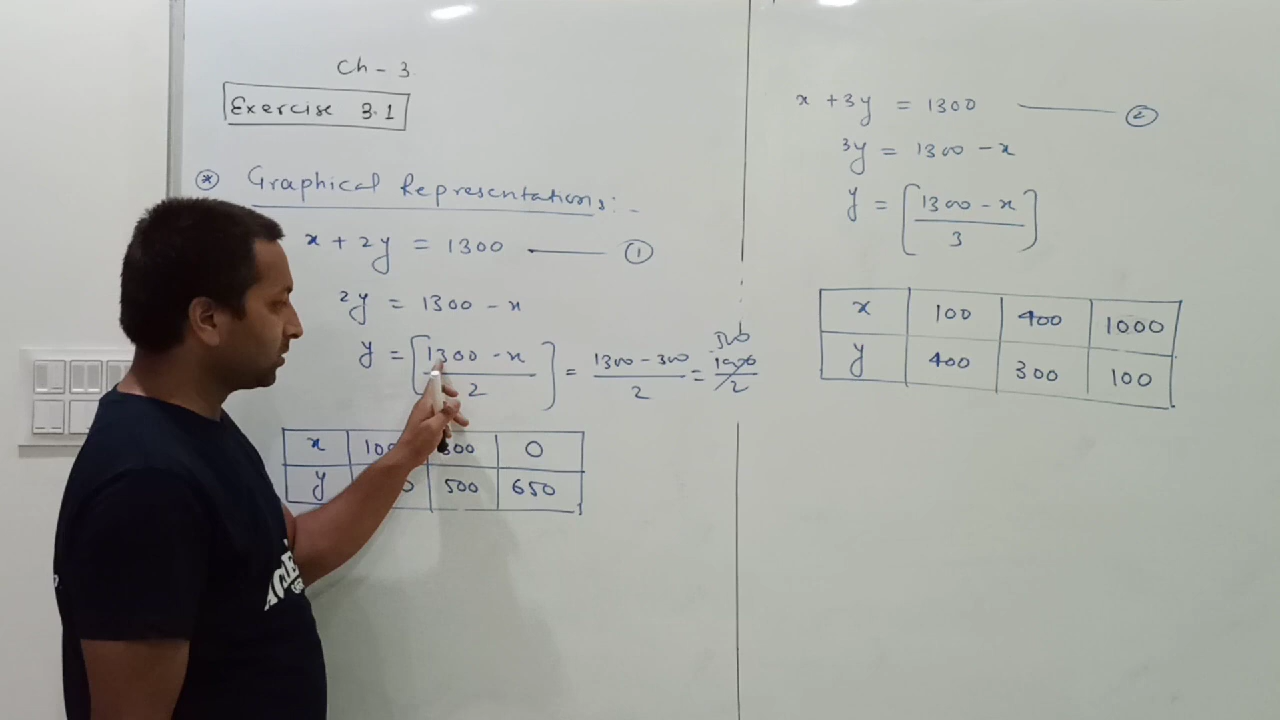 Ch - 3
Exercise 3.1
* Graphical Representations:-
x + 2y = 1300 ——— 1
2y = 1300 - x
y = [1300 - x / 2] = 1300 - 300 / 2 = 500 1000 / 2
x 100 300 0
y 500 650
x + 3y = 1300 ——— 2
3y = 1300 - x
y = [1300 - x / 3]
x 100 400 1000
y 400 300 100